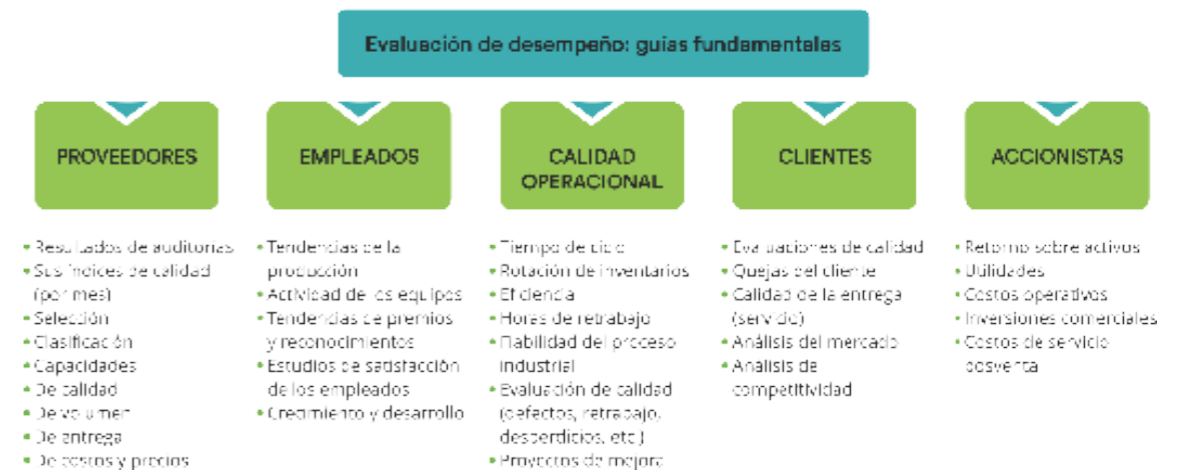 Evaluación de desempeño: guías fundamentales
PROVEEDORES
• Resultados de auditorias
• Sus índices de calidad
(por mes)
• Selección
• Clasificación
• Capacidades
• De calidad
• De volumen
• De entrega
• De costos y precios
EMPLEADOS
• Tendencias de la
producción
• Actividad de los equipos
• Tendencias de premios
y reconocimientos
• Estudios de satisfacción
de los empleados
• Crecimiento y desarrollo
CALIDAD
OPERACIONAL
• Tiempo de ciclo
• Rotación de inventarios
• Eficiencia
• Horas de retrabajo
• Fiabilidad del proceso
industrial
• Evaluación de calidad
(defectos, retrabajo,
desperdicios, etc.)
• Proyectos de mejora
CLIENTES
• Evaluaciones de calidad
• Quejas del cliente
• Calidad de la entrega
(servicio)
• Análisis del mercado
• Análisis de
competitividad
ACCIONISTAS
• Retorno sobre activos
• Utilidades
• Costos operativos
• Inversiones comerciales
• Costos de servicio
posventa